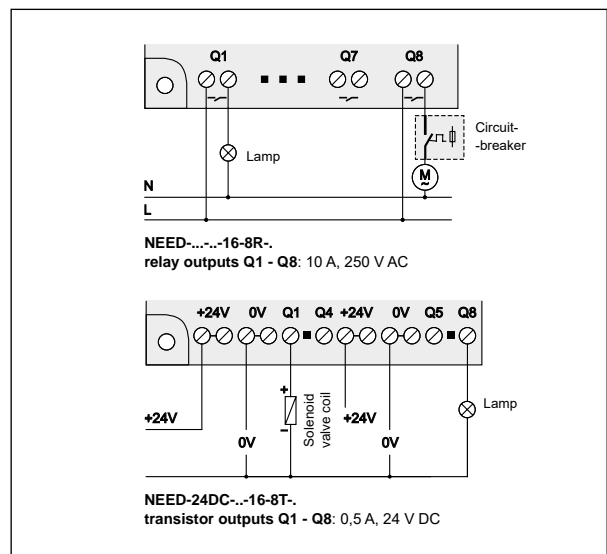 Q1 Q7 Q8
Circuit-
-breaker
Lamp
M
~
N
L
NEED-...-..-16-8R-.
relay outputs Q1 - Q8: 10 A, 250 V AC
+24V 0V Q1 Q4 +24V 0V Q5 Q8
+
Solenoid
valve coil
–
Lamp
+24V
+24V
0V
0V
NEED-24DC-..-16-8T-.
transistor outputs Q1 - Q8: 0,5 A, 24 V DC